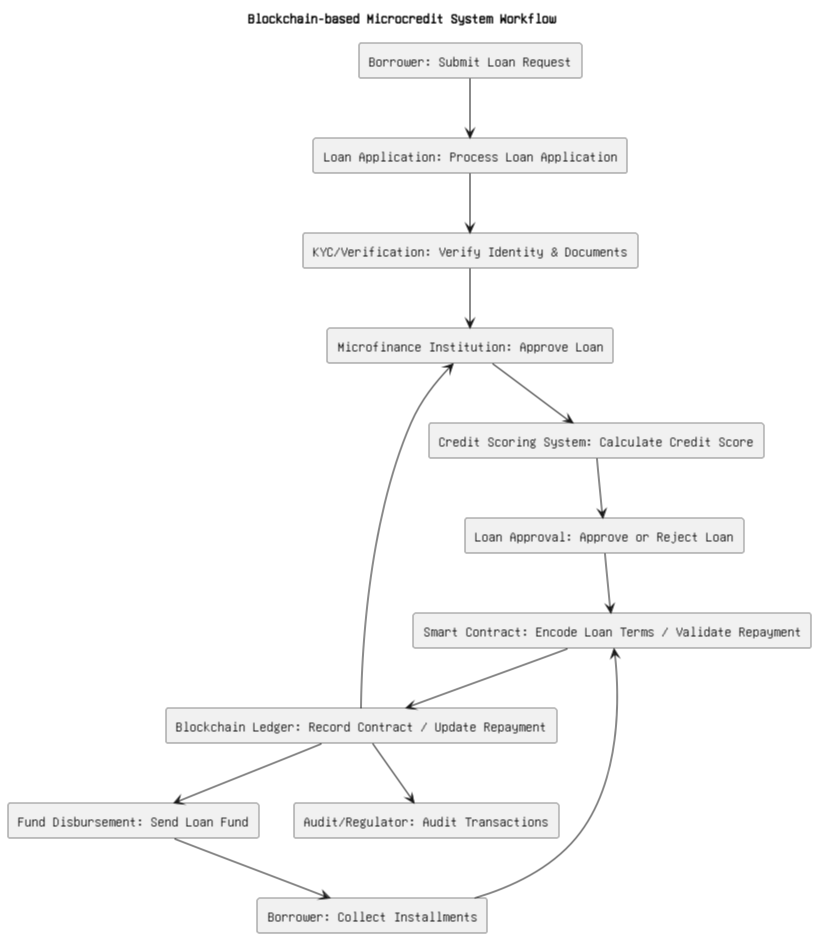 Blockchain-based Microcredit System Workflow
Borrower: Submit Loan Request
Loan Application: Process Loan Application
KYC/Verification: Verify Identity & Documents
Microfinance Institution: Approve Loan
Credit Scoring System: Calculate Credit Score
Loan Approval: Approve or Reject Loan
Smart Contract: Encode Loan Terms / Validate Repayment
Blockchain Ledger: Record Contract / Update Repayment
Fund Disbursement: Send Loan Fund
Audit/Regulator: Audit Transactions
Borrower: Collect Installments